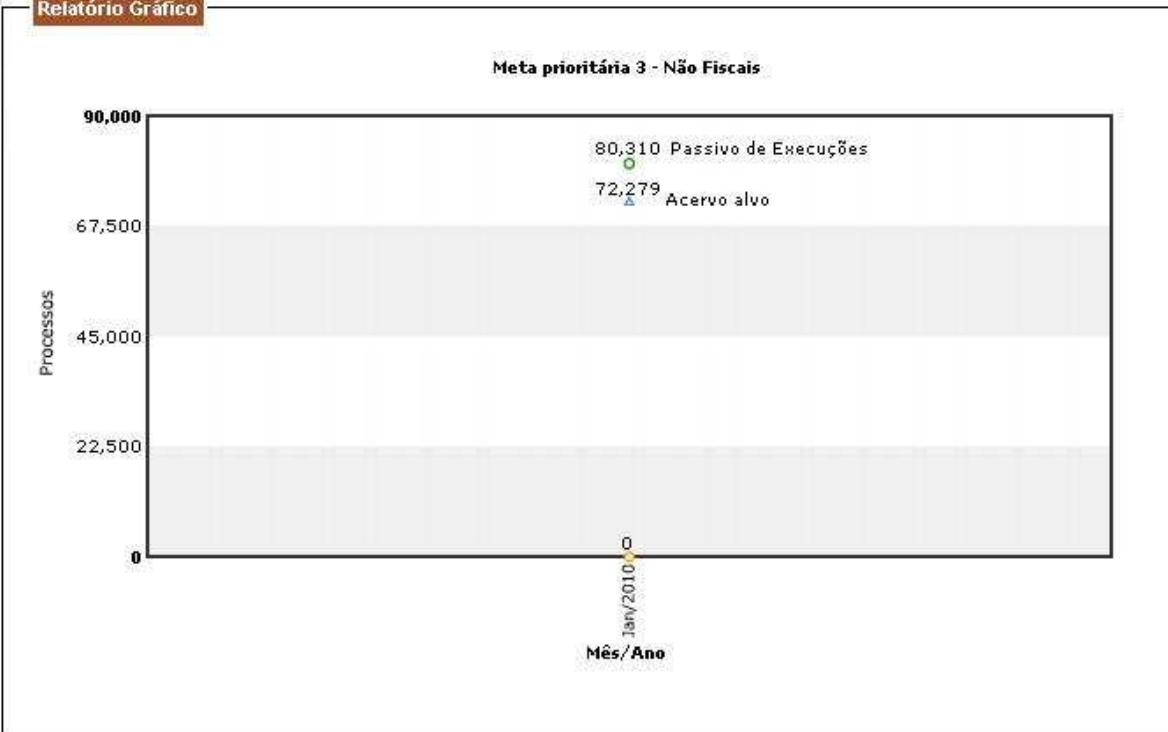 Relatório Gráfico
Meta prioritária 3 - Não Fiscais
90,000
80,310 Passivo de Execuções
72,279 Acervo alvo
67,500
Processos
45,000
22,500
0
0
Jan/2010
Mês/Ano